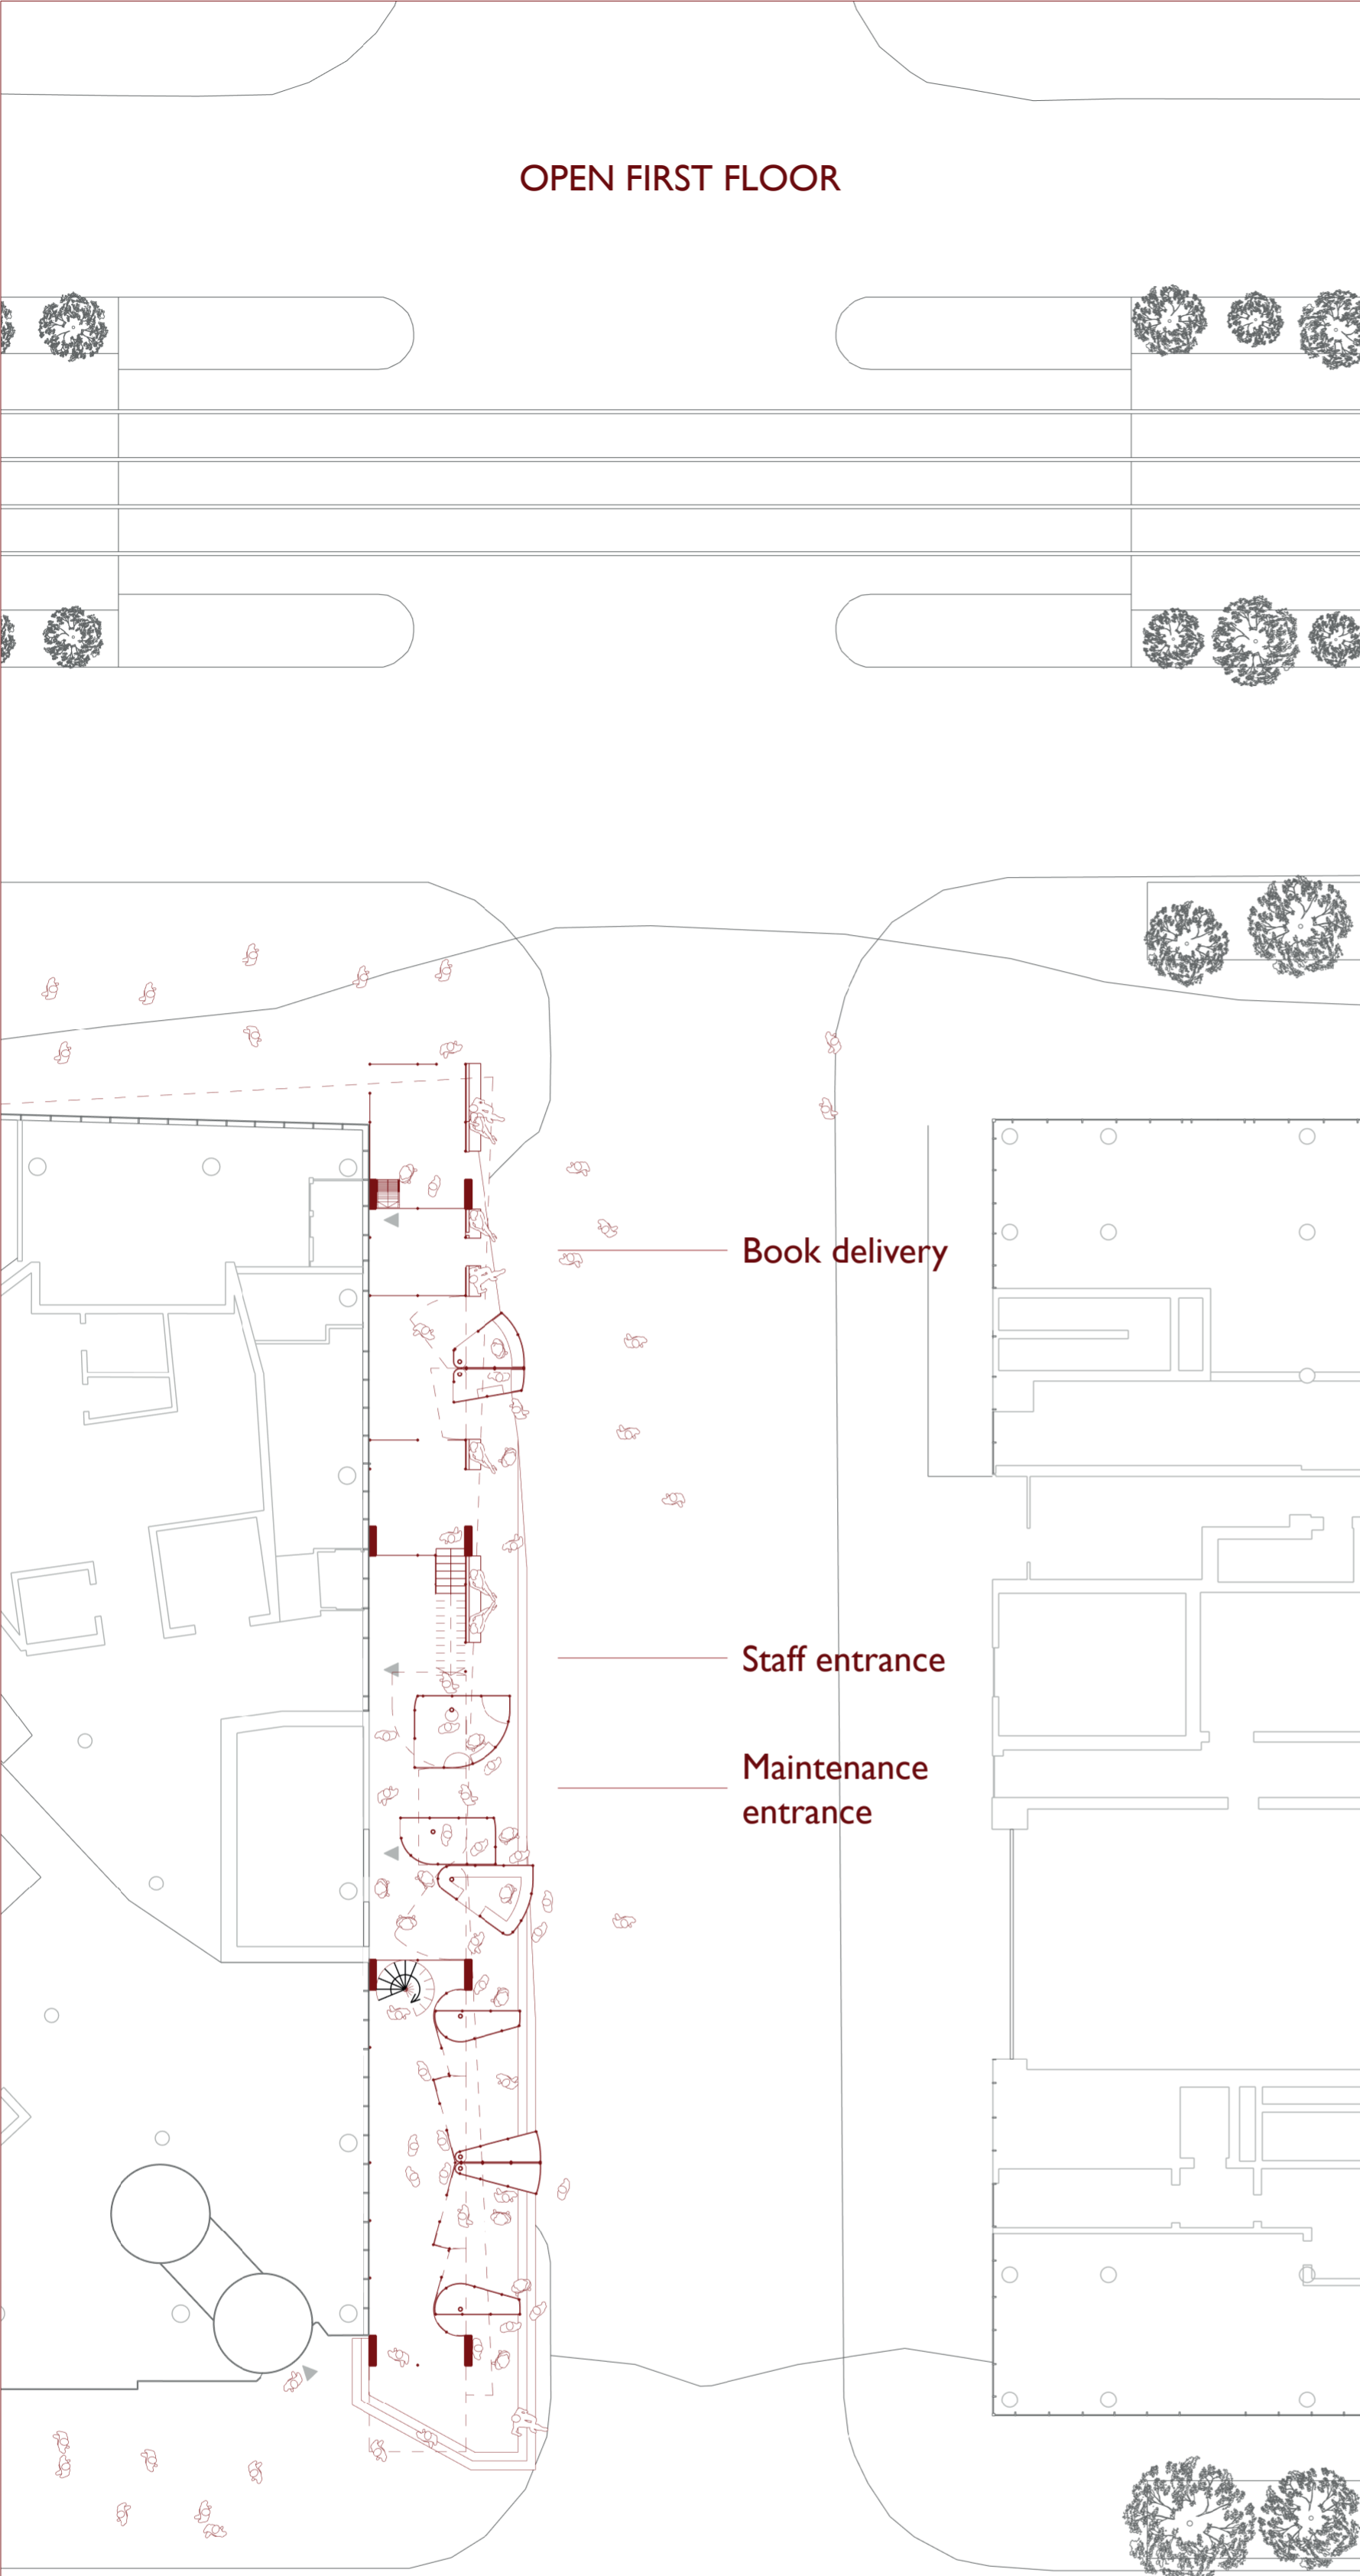 OPEN FIRST FLOOR
Book delivery
Staff entrance
Maintenance
entrance